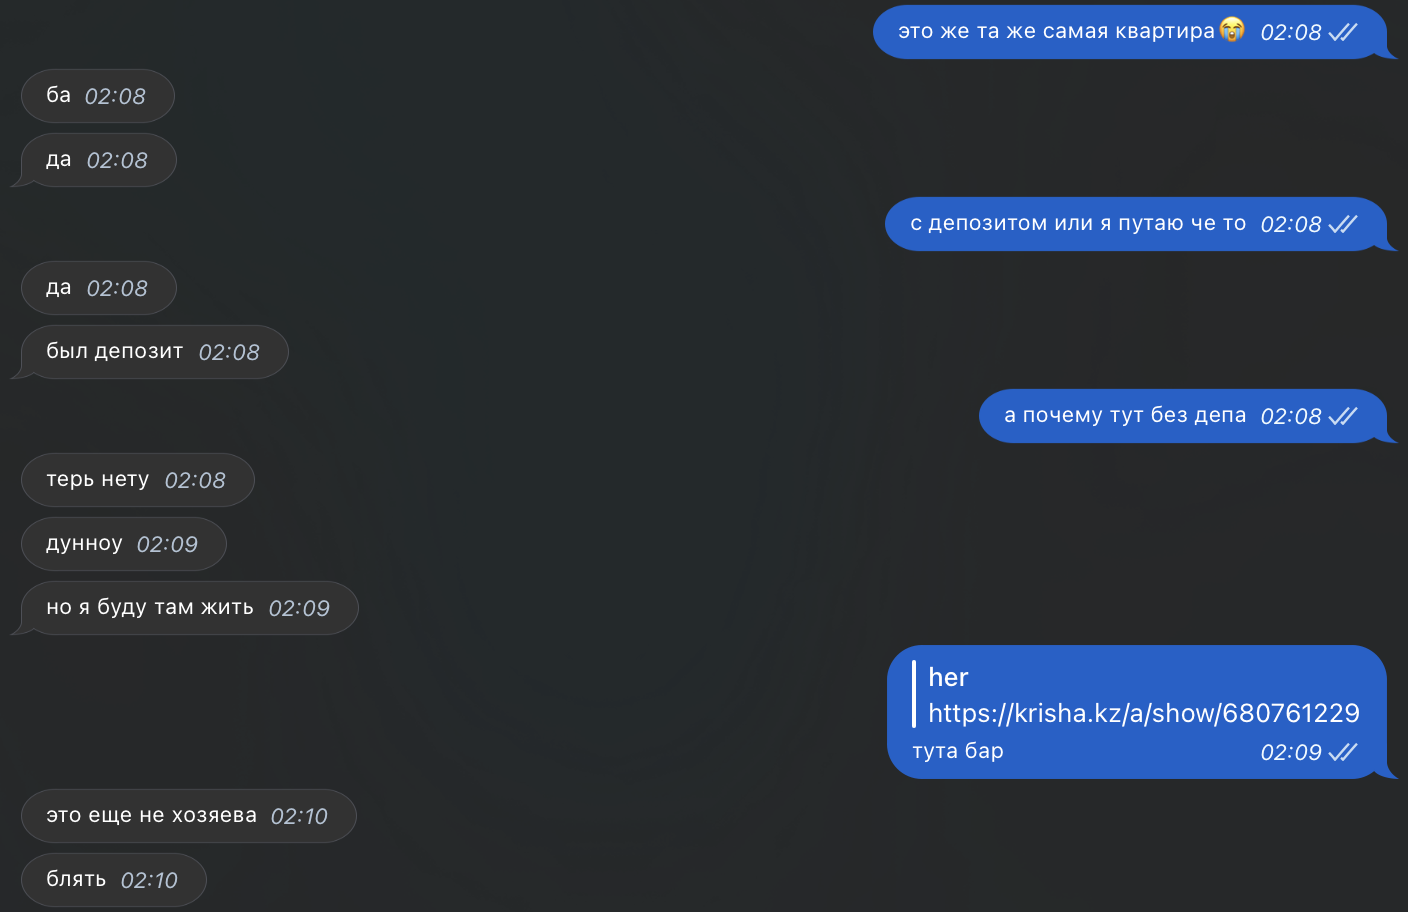 это же та же самая квартира😭 02:08
ба 02:08
да 02:08
с депозитом или я путаю че то 02:08
да 02:08
был депозит 02:08
а почему тут без депа 02:08
терь нету 02:08
дунноу 02:09
но я буду там жить 02:09
her
https://krisha.kz/a/show/680761229
тута бар 02:09
это еще не хозяева 02:10
блять 02:10